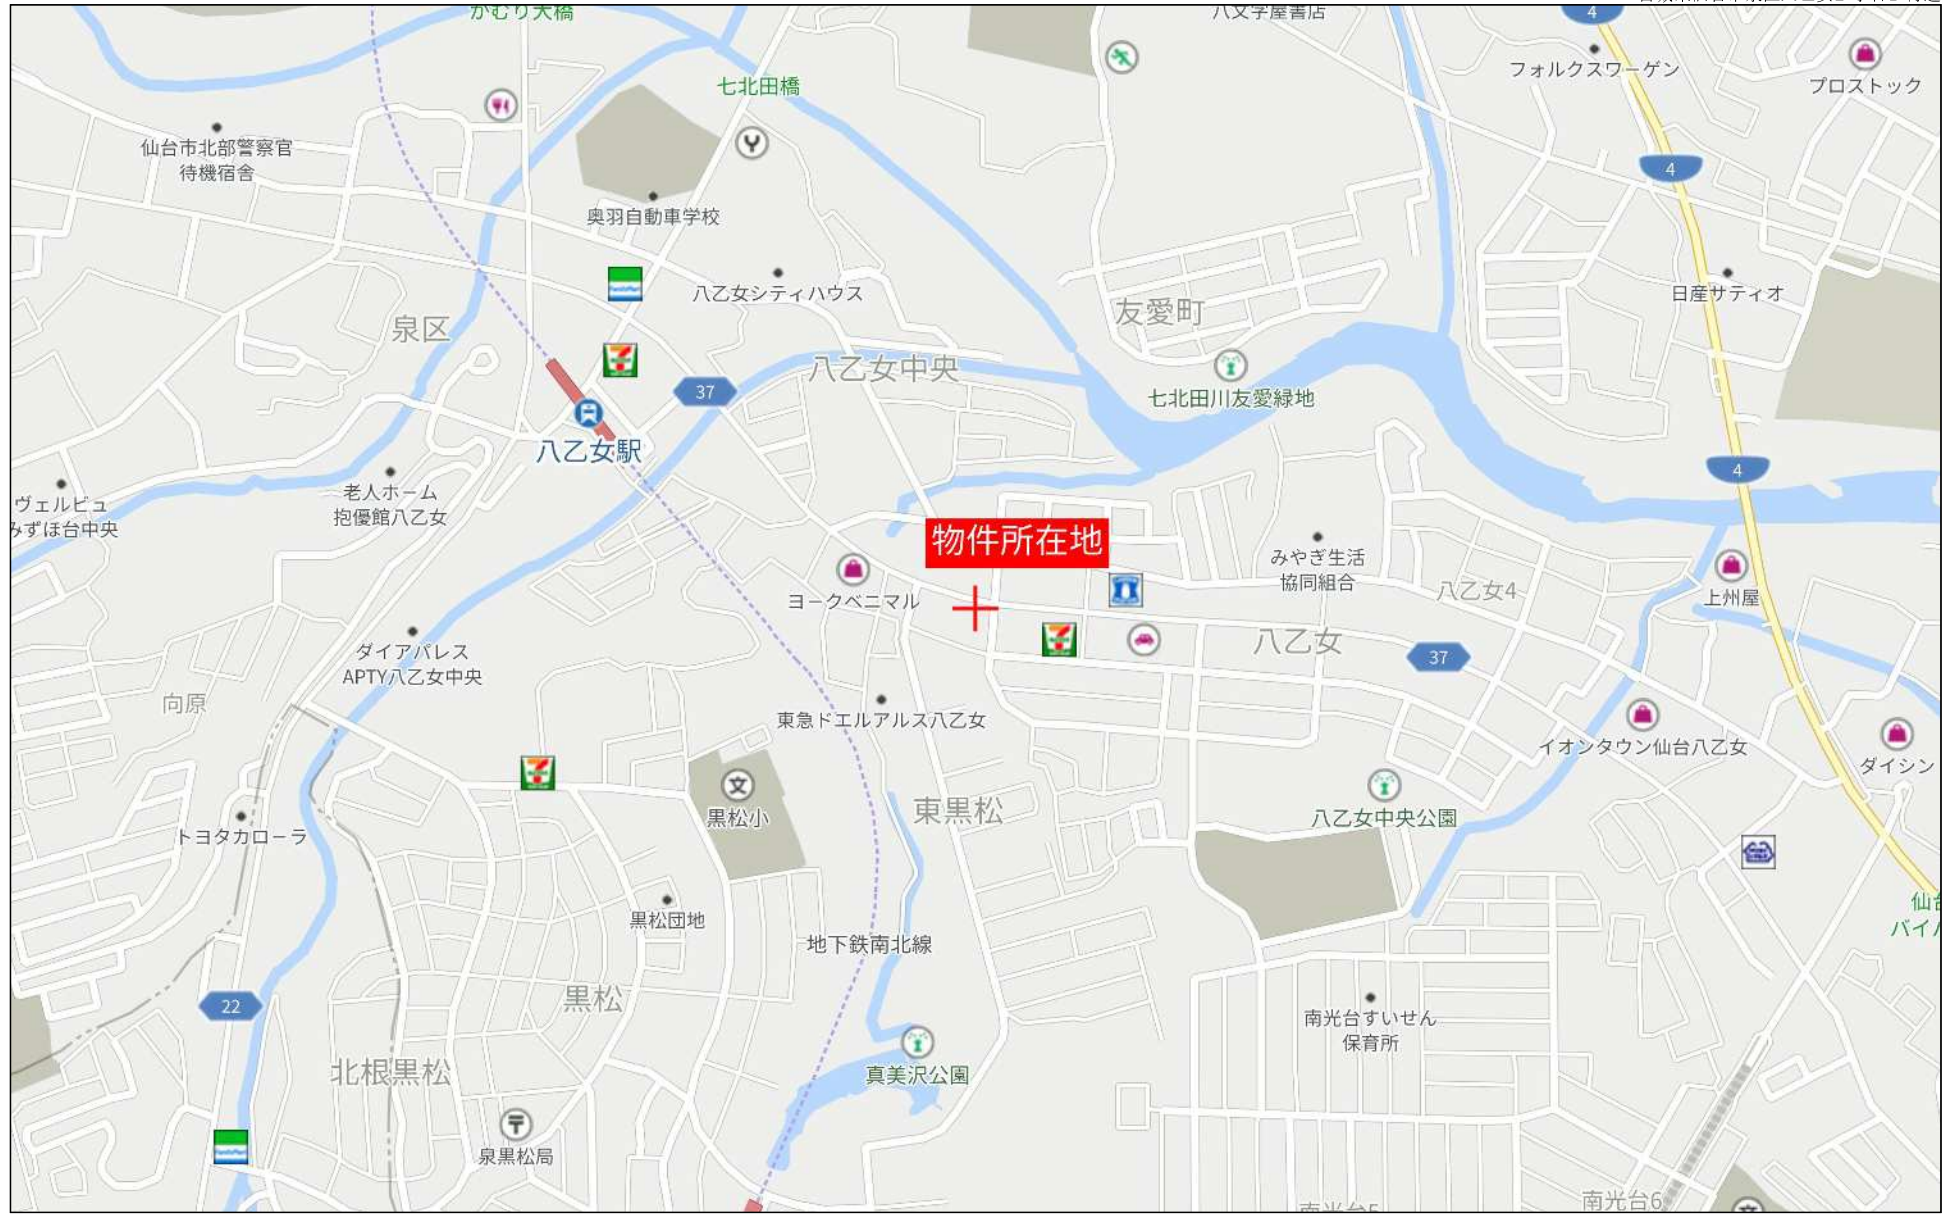 かむり大橋
八文字屋書店
4
フォルクスワーゲン
プロストック
七北田橋
仙台市北部警察官
待機宿舎
4
奥羽自動車学校
八乙女シティハウス
日産サティオ
友愛町
泉区
八乙女中央
37
七北田川友愛緑地
八乙女駅
4
老人ホーム
抱優館八乙女
ヴェルビュ
みずほ台中央
物件所在地
みやぎ生活
協同組合
八乙女4
上州屋
ヨークベニマル
八乙女
37
ダイアパレス
APTY八乙女中央
向原
東急ドエルアルス八乙女
イオンタウン仙台八乙女
ダイシン
文
黒松小
東黒松
八乙女中央公園
トヨタカローラ
黒松団地
仙台
バイパ
地下鉄南北線
黒松
22
南光台すいせん
保育所
北根黒松
真美沢公園
泉黒松局
南光台5
南光台6
文